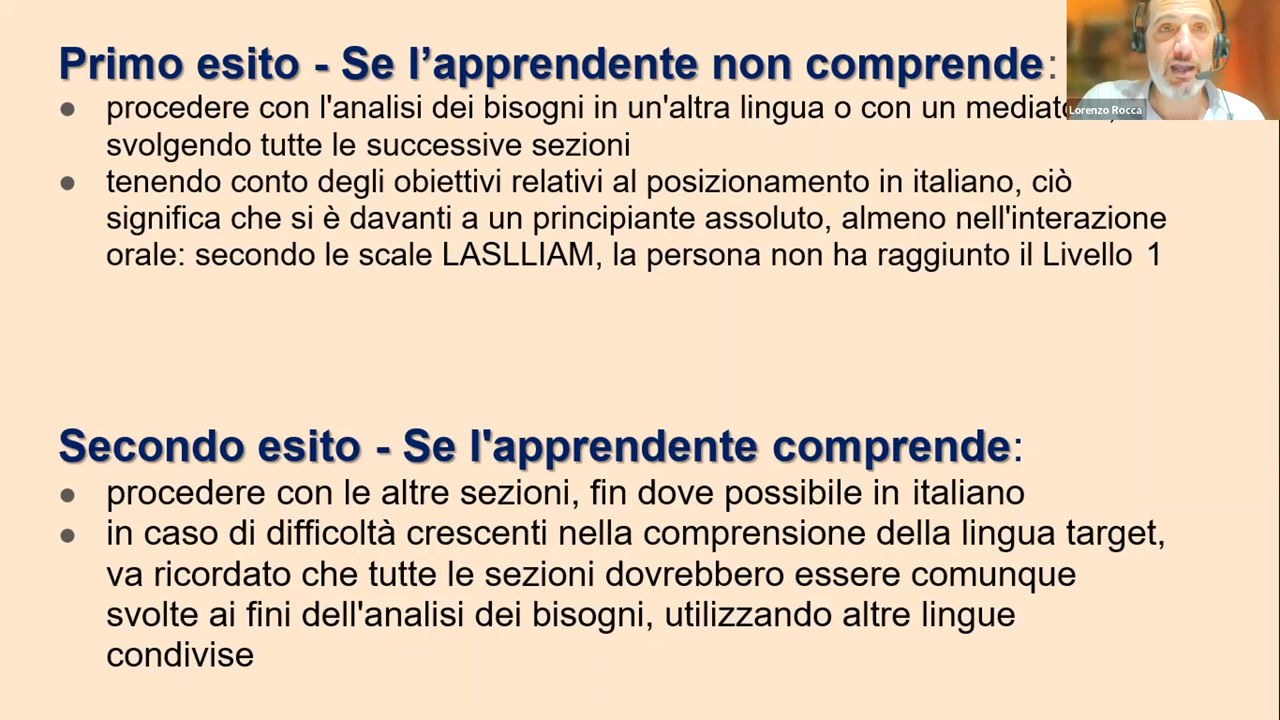 Primo esito - Se l’apprendente non comprende:
● procedere con l'analisi dei bisogni in un'altra lingua o con un
svolgendo tutte le successive sezioni
● tenendo conto degli obiettivi relativi al posizionamento in italiano, ciò
significa che si è davanti a un principiante assoluto, almeno nell'interazione
orale: secondo le scale LASLLIAM, la persona non ha raggiunto il Livello 1
Lorenzo Rocca
Secondo esito - Se l'apprendente comprende:
● procedere con le altre sezioni, fin dove possibile in italiano
● in caso di difficoltà crescenti nella comprensione della lingua target,
va ricordato che tutte le sezioni dovrebbero essere comunque
svolte ai fini dell'analisi dei bisogni, utilizzando altre lingue
condivise